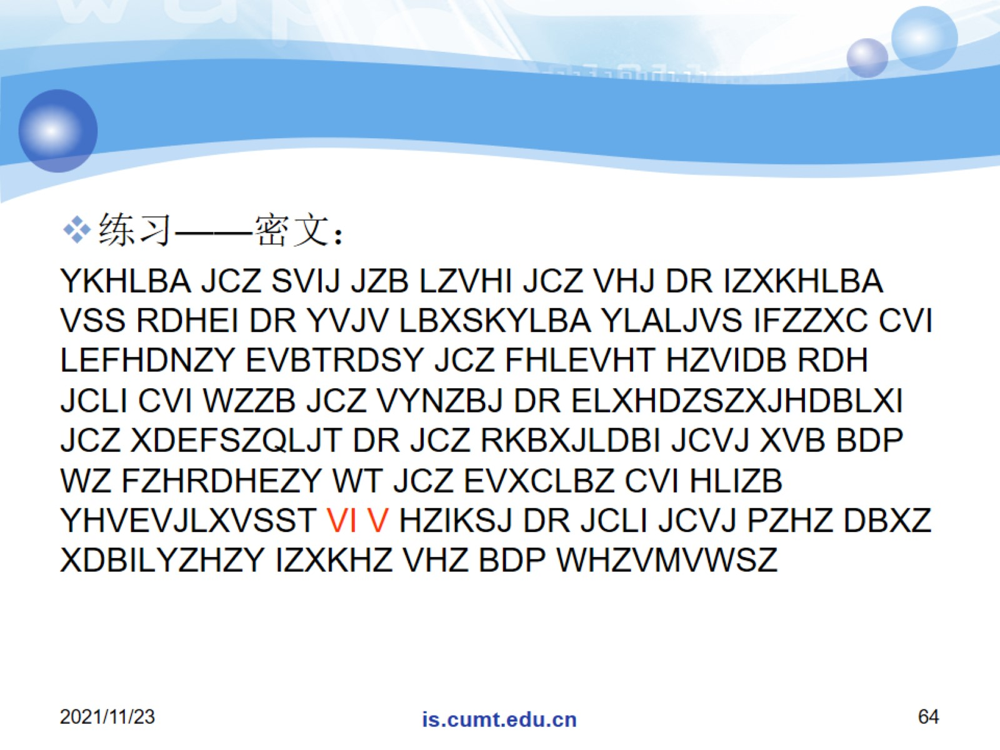 练习——密文：
YKHLBA JCZ SVIJ JZB LZVHI JCZ VHJ DR IZXKHLBA
VSS RDHEI DR YVJV LBXSKYLBA YLALJVS IFZZXC CVI
LEFHDNZY EVBTRDSY JCZ FHLEVHT HZVIDB RDH
JCLI CVI WZZB JCZ VYNZBJ DR ELXHDZSZXJHDBLXI
JCZ XDEFSZQLJT DR JCZ RKBXJLDBI JCVJ XVB BDP
WZ FZHRDHEZY WT JCZ EVXCLBZ CVI HLIZB
YHVEVJLXVSST VI V HZIKSJ DR JCLI JCVJ PZHZ DBXZ
XDBILYZHZY IZXKHZ VHZ BDP WHZVMVWSZ
2021/11/23
is.cumt.edu.cn
64